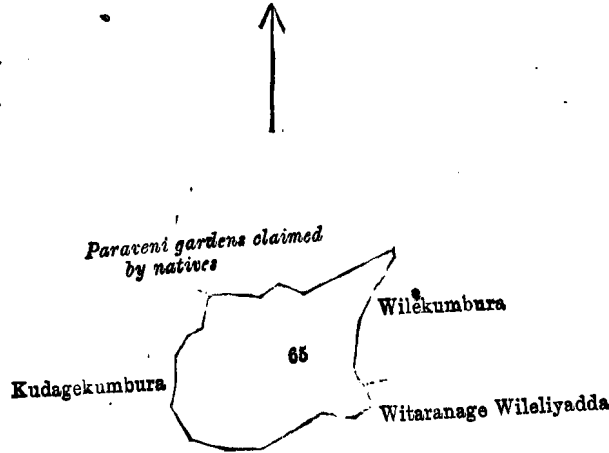 Paraveni gardens claimed
by natives
Wilekumbura
65
Kudagekumbura
Witaranage Wileliyadda